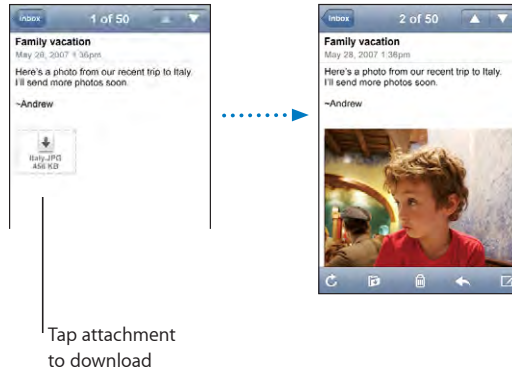 Inbox
1 of 50
Family vacation
May 28, 2007 1:36pm
Here's a photo from our recent trip to Italy.
I'll send more photos soon.
~Andrew
Italy.JPG
456 KB
Tap attachment
to download
Inbox
2 of 50
Family vacation
May 28, 2007 1:36pm
Here's a photo from our recent trip to Italy.
I'll send more photos soon.
~Andrew